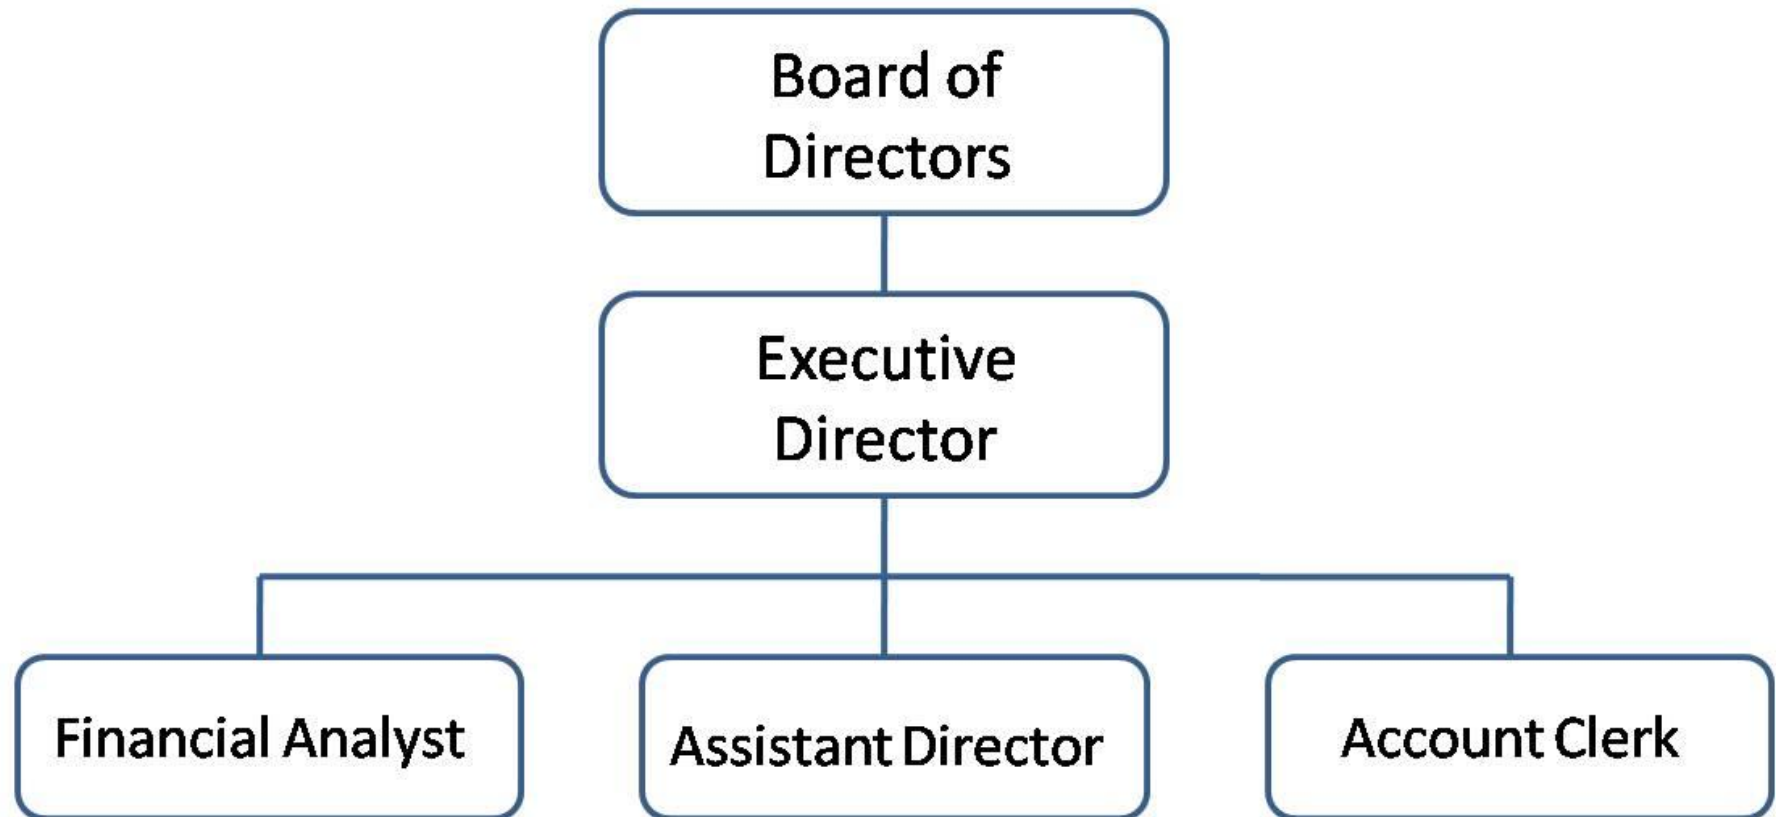 Board of
Directors
Executive
Director
Financial Analyst
Assistant Director
Account Clerk